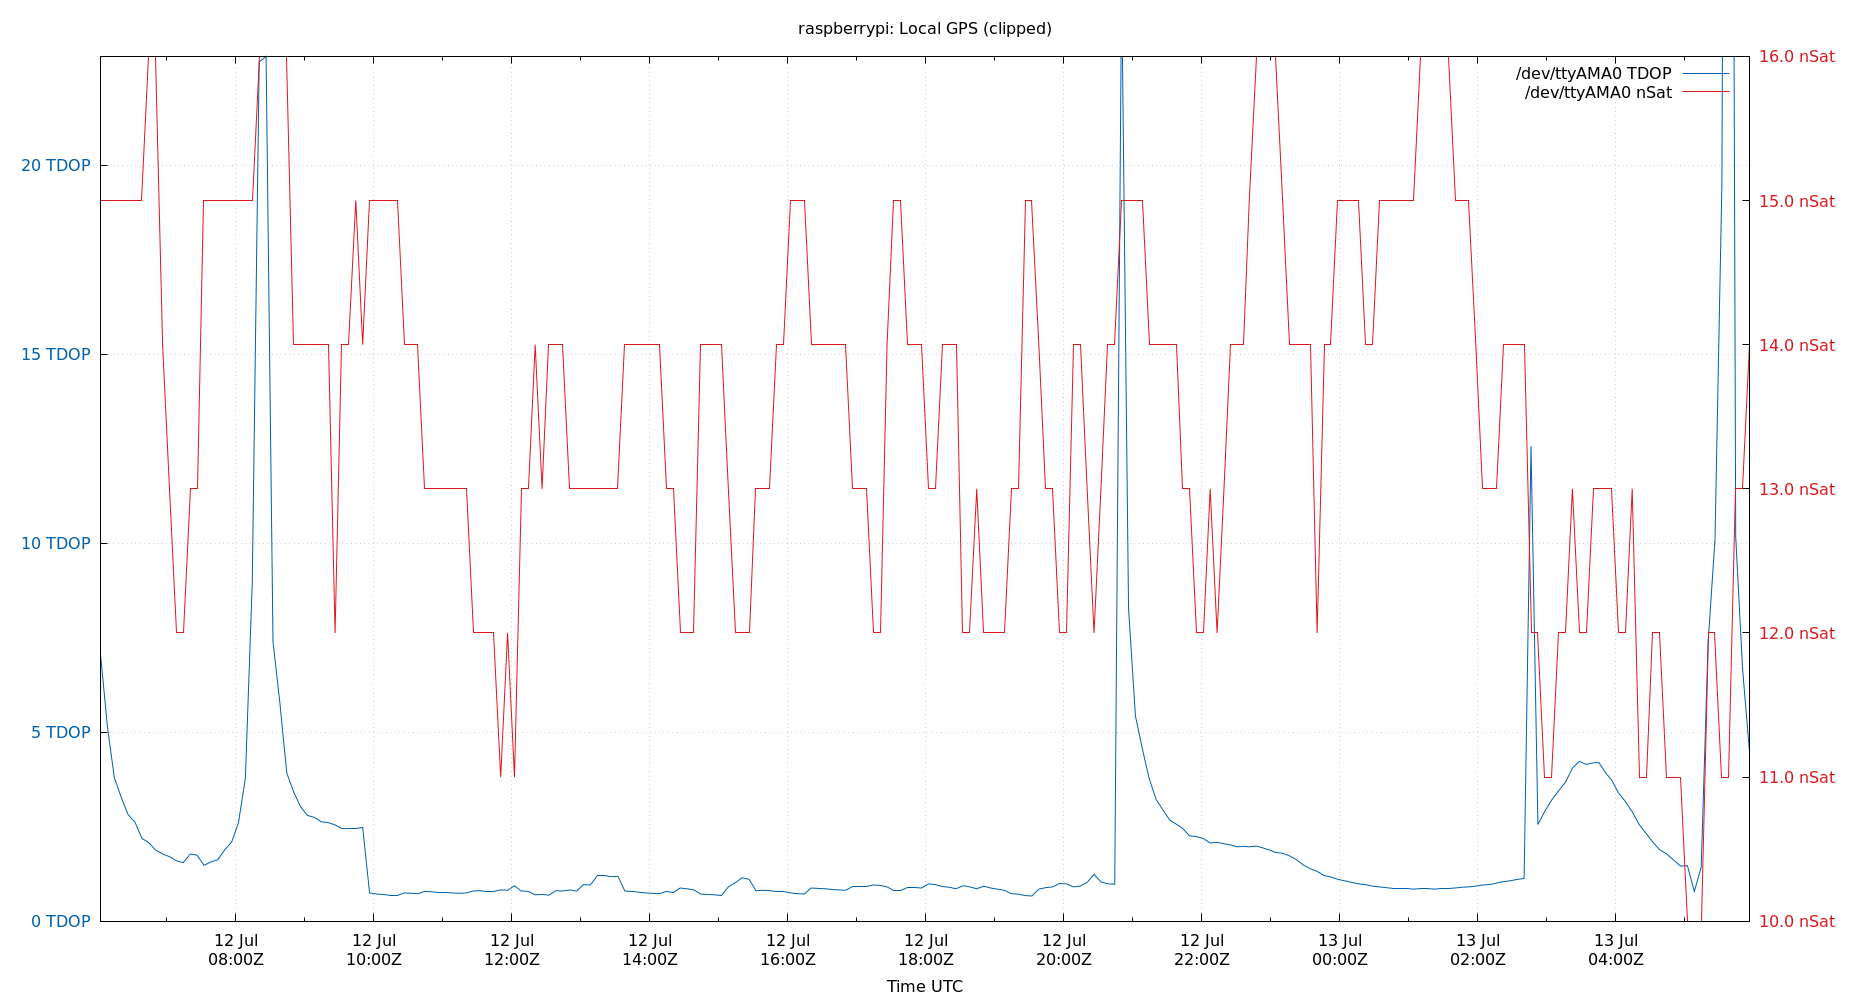 raspberrypi: Local GPS (clipped)
16.0 nSat
/dev/ttyAMA0 TDOP
/dev/ttyAMA0 nSat
20 TDOP
15.0 nSat
15 TDOP
14.0 nSat
13.0 nSat
10 TDOP
12.0 nSat
5 TDOP
11.0 nSat
0 TDOP
10.0 nSat
12 Jul 12 Jul 12 Jul 12 Jul 12 Jul 12 Jul 12 Jul 12 Jul 13 Jul 13 Jul 13 Jul
08:00Z 10:00Z 12:00Z 14:00Z 16:00Z 18:00Z 20:00Z 22:00Z 00:00Z 02:00Z 04:00Z
Time UTC